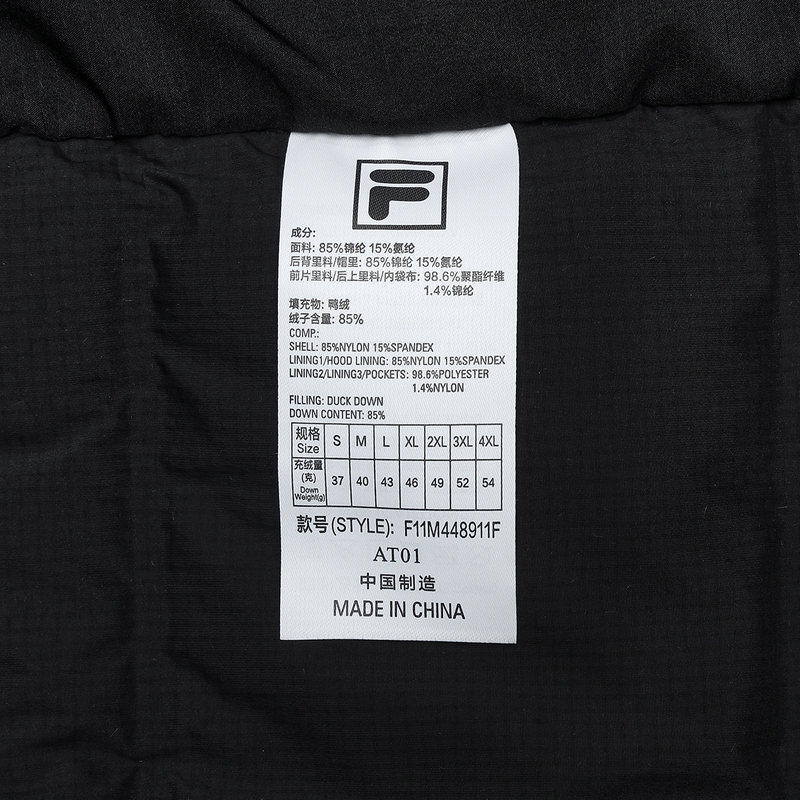 F
成分:
面料: 85%锦纶 15%氨纶
后背里料/帽里: 85%锦纶 15%氨纶
前片里料/后上里料/内袋布: 98.6%聚酯纤维
1.4%锦纶
填充物: 鸭绒
绒子含量: 85%
COMP.:
SHELL: 85%NYLON 15%SPANDEX
LINING1/HOOD LINING: 85%NYLON 15%SPANDEX
LINING2/LINING3/POCKETS: 98.6%POLYESTER
1.4%NYLON
FILLING: DUCK DOWN
DOWN CONTENT: 85%
规格 Size S M L XL 2XL 3XL 4XL
充绒量 (克) Down Weight(g) 37 40 43 46 49 52 54
款号(STYLE): F11M448911F
AT01
中国制造
MADE IN CHINA